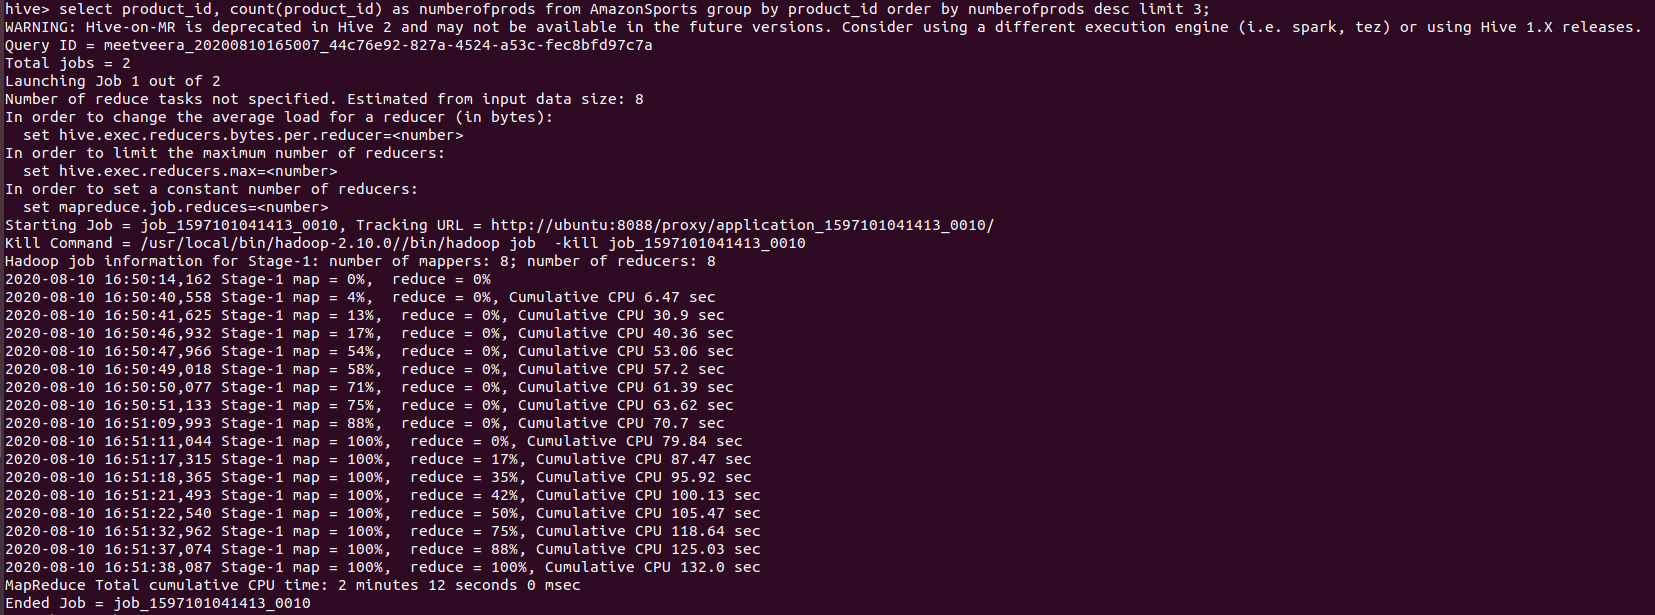 hive> select product_id, count(product_id) as numberofprods from AmazonSports group by product_id order by numberofprods desc limit 3;
WARNING: Hive-on-MR is deprecated in Hive 2 and may not be available in the future versions. Consider using a different execution engine (i.e. spark, tez) or using Hive 1.X releases.
Query ID = meetveera_20200810165007_44c76e92-827a-4524-a53c-fec8bfd97c7a
Total jobs = 2
Launching Job 1 out of 2
Number of reduce tasks not specified. Estimated from input data size: 8
In order to change the average load for a reducer (in bytes):
  set hive.exec.reducers.bytes.per.reducer=<number>
In order to limit the maximum number of reducers:
  set hive.exec.reducers.max=<number>
In order to set a constant number of reducers:
  set mapreduce.job.reduces=<number>
Starting Job = job_1597101041413_0010, Tracking URL = http://ubuntu:8088/proxy/application_1597101041413_0010/
Kill Command = /usr/local/bin/hadoop-2.10.0//bin/hadoop job  -kill job_1597101041413_0010
Hadoop job information for Stage-1: number of mappers: 8; number of reducers: 8
2020-08-10 16:50:14,162 Stage-1 map = 0%,  reduce = 0%
2020-08-10 16:50:40,558 Stage-1 map = 4%,  reduce = 0%, Cumulative CPU 6.47 sec
2020-08-10 16:50:41,625 Stage-1 map = 13%,  reduce = 0%, Cumulative CPU 30.9 sec
2020-08-10 16:50:46,932 Stage-1 map = 17%,  reduce = 0%, Cumulative CPU 40.36 sec
2020-08-10 16:50:47,966 Stage-1 map = 54%,  reduce = 0%, Cumulative CPU 53.06 sec
2020-08-10 16:50:49,018 Stage-1 map = 58%,  reduce = 0%, Cumulative CPU 57.2 sec
2020-08-10 16:50:50,077 Stage-1 map = 71%,  reduce = 0%, Cumulative CPU 61.39 sec
2020-08-10 16:50:51,133 Stage-1 map = 75%,  reduce = 0%, Cumulative CPU 63.62 sec
2020-08-10 16:51:09,993 Stage-1 map = 88%,  reduce = 0%, Cumulative CPU 70.7 sec
2020-08-10 16:51:11,044 Stage-1 map = 100%,  reduce = 0%, Cumulative CPU 79.84 sec
2020-08-10 16:51:17,315 Stage-1 map = 100%,  reduce = 17%, Cumulative CPU 87.47 sec
2020-08-10 16:51:18,365 Stage-1 map = 100%,  reduce = 35%, Cumulative CPU 95.92 sec
2020-08-10 16:51:21,493 Stage-1 map = 100%,  reduce = 42%, Cumulative CPU 100.13 sec
2020-08-10 16:51:22,540 Stage-1 map = 100%,  reduce = 50%, Cumulative CPU 105.47 sec
2020-08-10 16:51:32,962 Stage-1 map = 100%,  reduce = 75%, Cumulative CPU 118.64 sec
2020-08-10 16:51:37,074 Stage-1 map = 100%,  reduce = 88%, Cumulative CPU 125.03 sec
2020-08-10 16:51:38,087 Stage-1 map = 100%,  reduce = 100%, Cumulative CPU 132.0 sec
MapReduce Total cumulative CPU time: 2 minutes 12 seconds 0 msec
Ended Job = job_1597101041413_0010